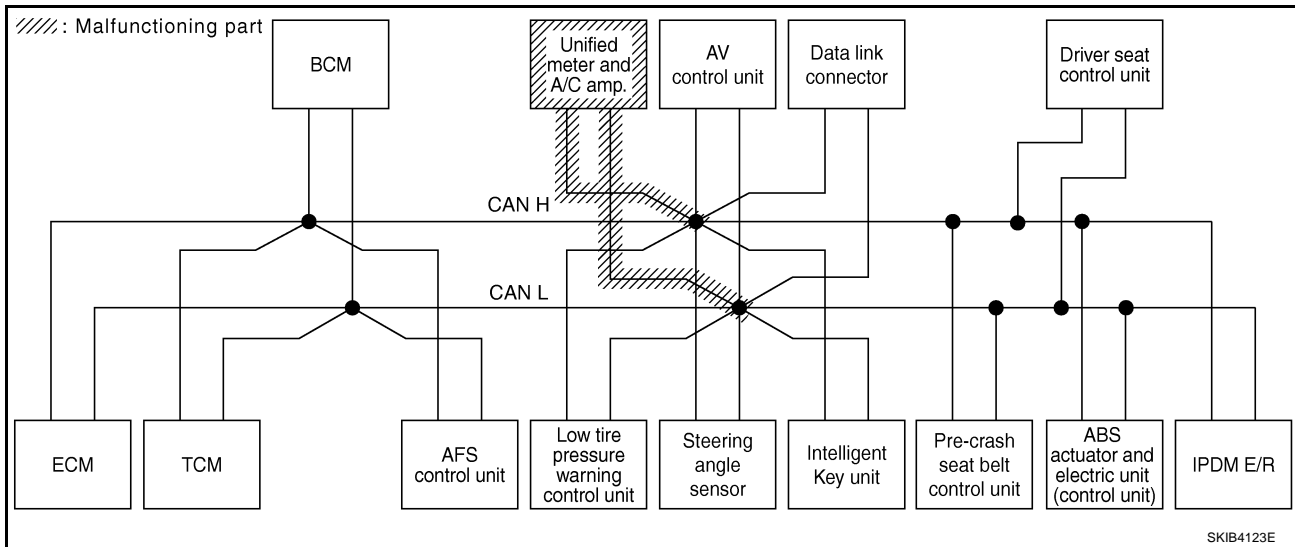 : Malfunctioning part
BCM
Unified
meter and
A/C amp.
AV
control unit
Data link
connector
Driver seat
control unit
CAN H
CAN L
ECM
TCM
AFS
control unit
Low tire
pressure
warning
control unit
Steering
angle
sensor
Intelligent
Key unit
Pre-crash
seat belt
control unit
ABS
actuator and
electric unit
(control unit)
IPDM E/R
SKIB4123E